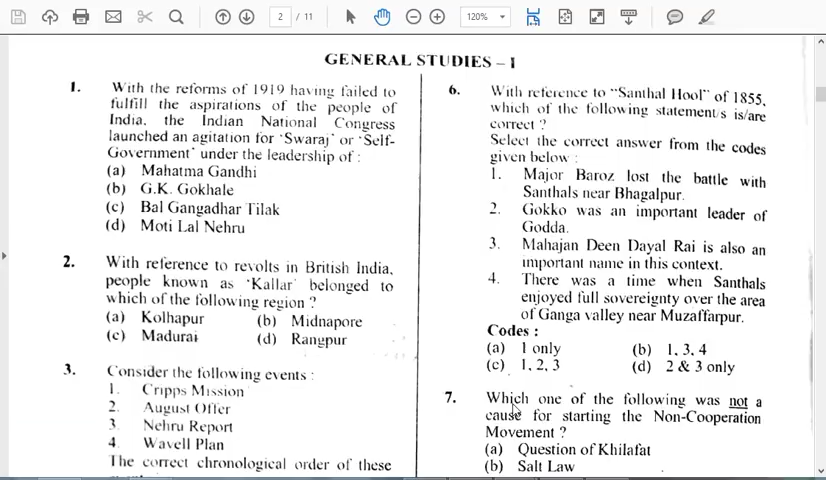 2 / 11
120%
GENERAL STUDIES – I
1. With the reforms of 1919 having failed to
fulfill the aspirations of the people of
India, the Indian National Congress
launched an agitation for ‘Swaraj’ or ‘Self-
Government’ under the leadership of :
(a) Mahatma Gandhi
(b) G.K. Gokhale
(c) Bal Gangadhar Tilak
(d) Moti Lal Nehru
2. With reference to revolts in British India,
people known as ‘Kallar’ belonged to
which of the following region ?
(a) Kolhapur (b) Midnapore
(c) Madurai (d) Rangpur
3. Consider the following events :
1. Cripps Mission
2. August Offer
3. Nehru Report
4. Wavell Plan
The correct chronological order of these
6. With reference to “Santhal Hool” of 1855,
which of the following statement/s is/are
correct ?
Select the correct answer from the codes
given below :
1. Major Baroz lost the battle with
Santhals near Bhagalpur.
2. Gokko was an important leader of
Godda.
3. Mahajan Deen Dayal Rai is also an
important name in this context.
4. There was a time when Santhals
enjoyed full sovereignty over the area
of Ganga valley near Muzaffarpur.
Codes :
(a) 1 only (b) 1, 3, 4
(c) 1, 2, 3 (d) 2 & 3 only
7. Which one of the following was not a
cause for starting the Non-Cooperation
Movement ?
(a) Question of Khilafat
(b) Salt Law